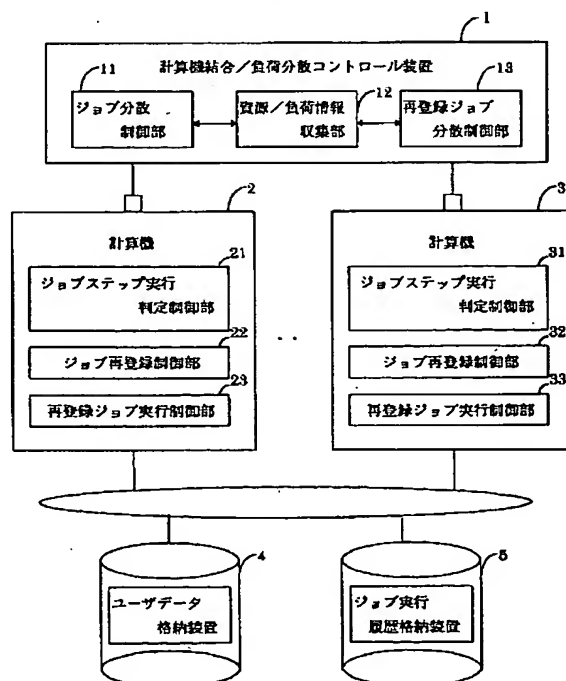 1
計算機結合/負荷分散コントロール装置
11
ジョブ分散
制御部
12
資源/負荷情報
収集部
13
再登録ジョブ
分散制御部
2
計算機
21
ジョブステップ実行
判定制御部
22
ジョブ再登録制御部
23
再登録ジョブ実行制御部
. .
3
計算機
31
ジョブステップ実行
判定制御部
32
ジョブ再登録制御部
33
再登録ジョブ実行制御部
4
ユーザデータ
格納装置
5
ジョブ実行
履歴格納装置